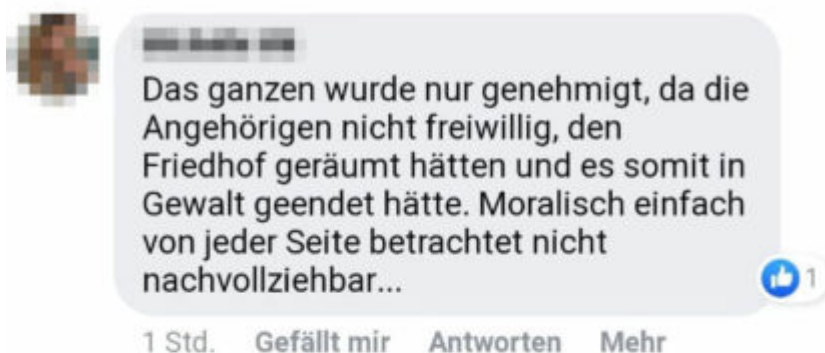 Das ganzen wurde nur genehmigt, da die
Angehörigen nicht freiwillig, den
Friedhof geräumt hätten und es somit in
Gewalt geendet hätte. Moralisch einfach
von jeder Seite betrachtet nicht
nachvollziehbar...
1
1 Std. Gefällt mir Antworten Mehr